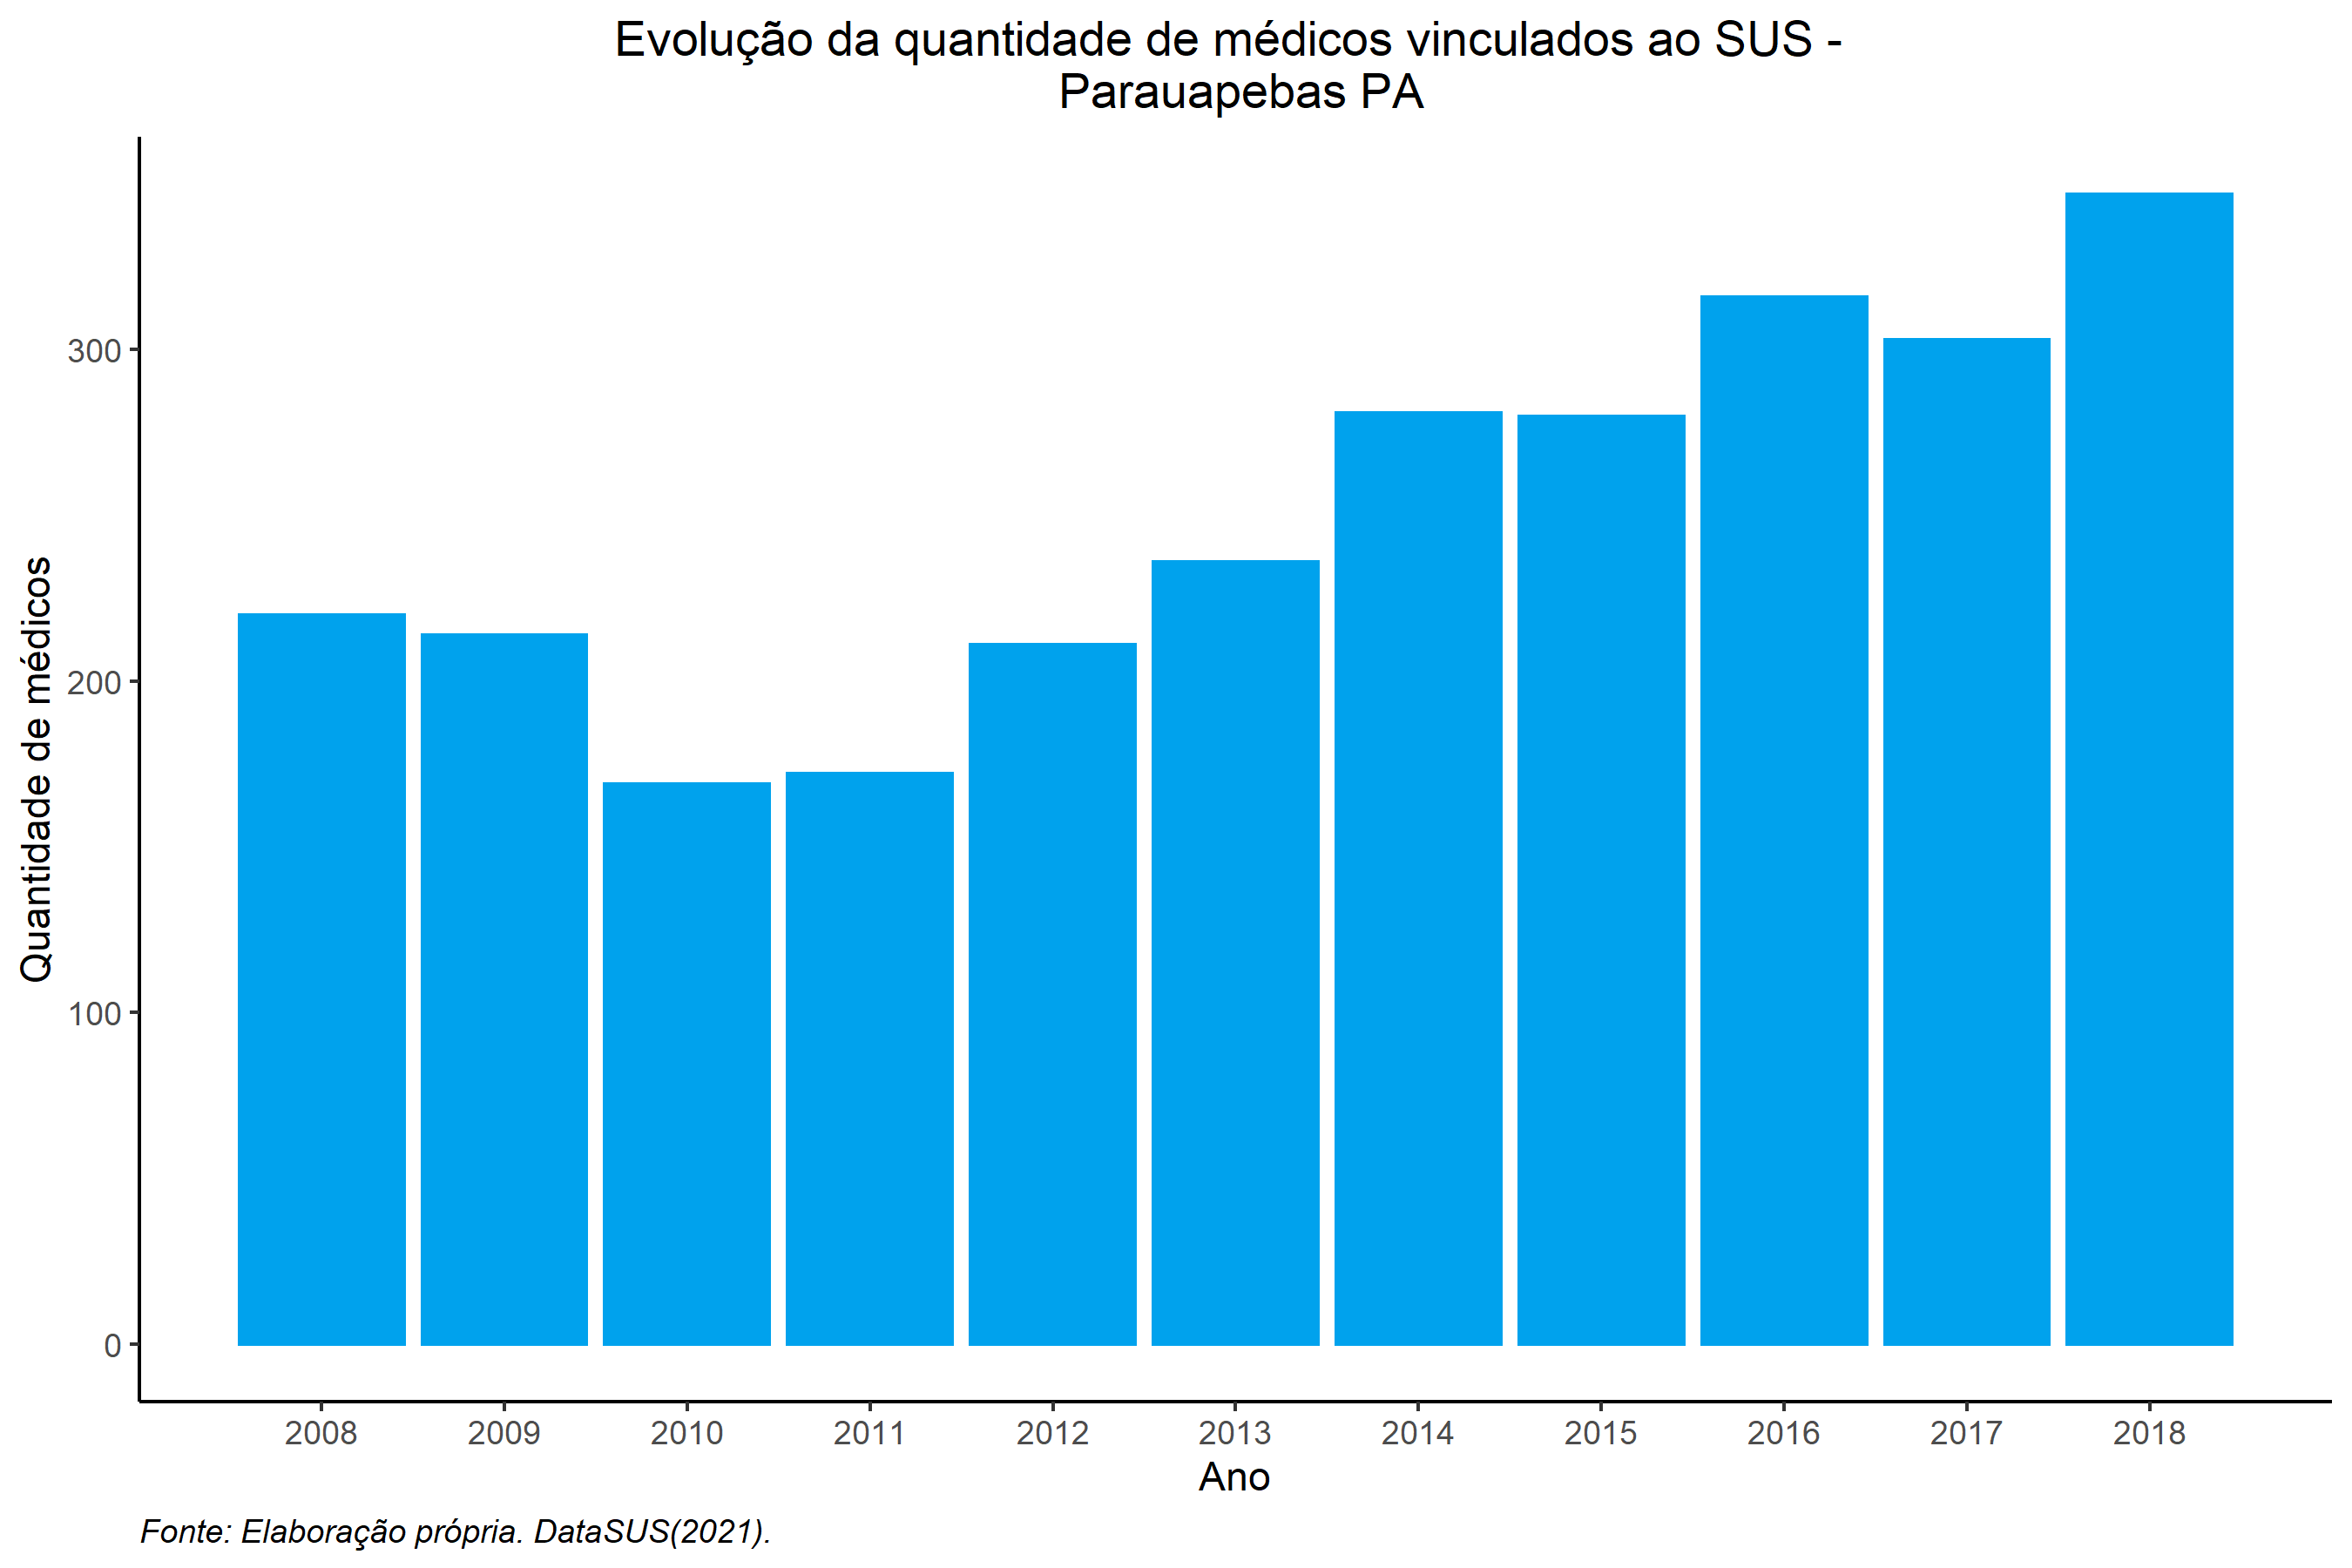 Evolução da quantidade de médicos vinculados ao SUS -
Parauapebas PA
Quantidade de médicos
300
200
100
0
2008 2009 2010 2011 2012 2013 2014 2015 2016 2017 2018
Ano
Fonte: Elaboração própria. DataSUS(2021).